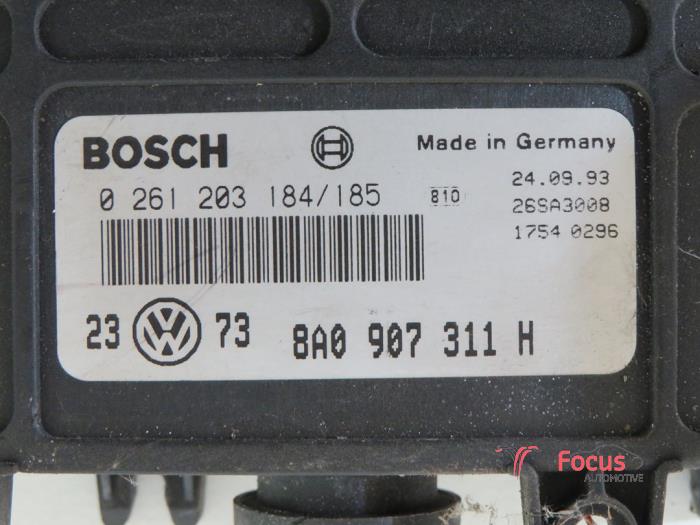 BOSCH
Made in Germany
0 261 203 184/185
810
24.09.93
26SA3008
1754 0296
23 VW 73
8A0 907 311 H
Focus
AUTOMOTIVE